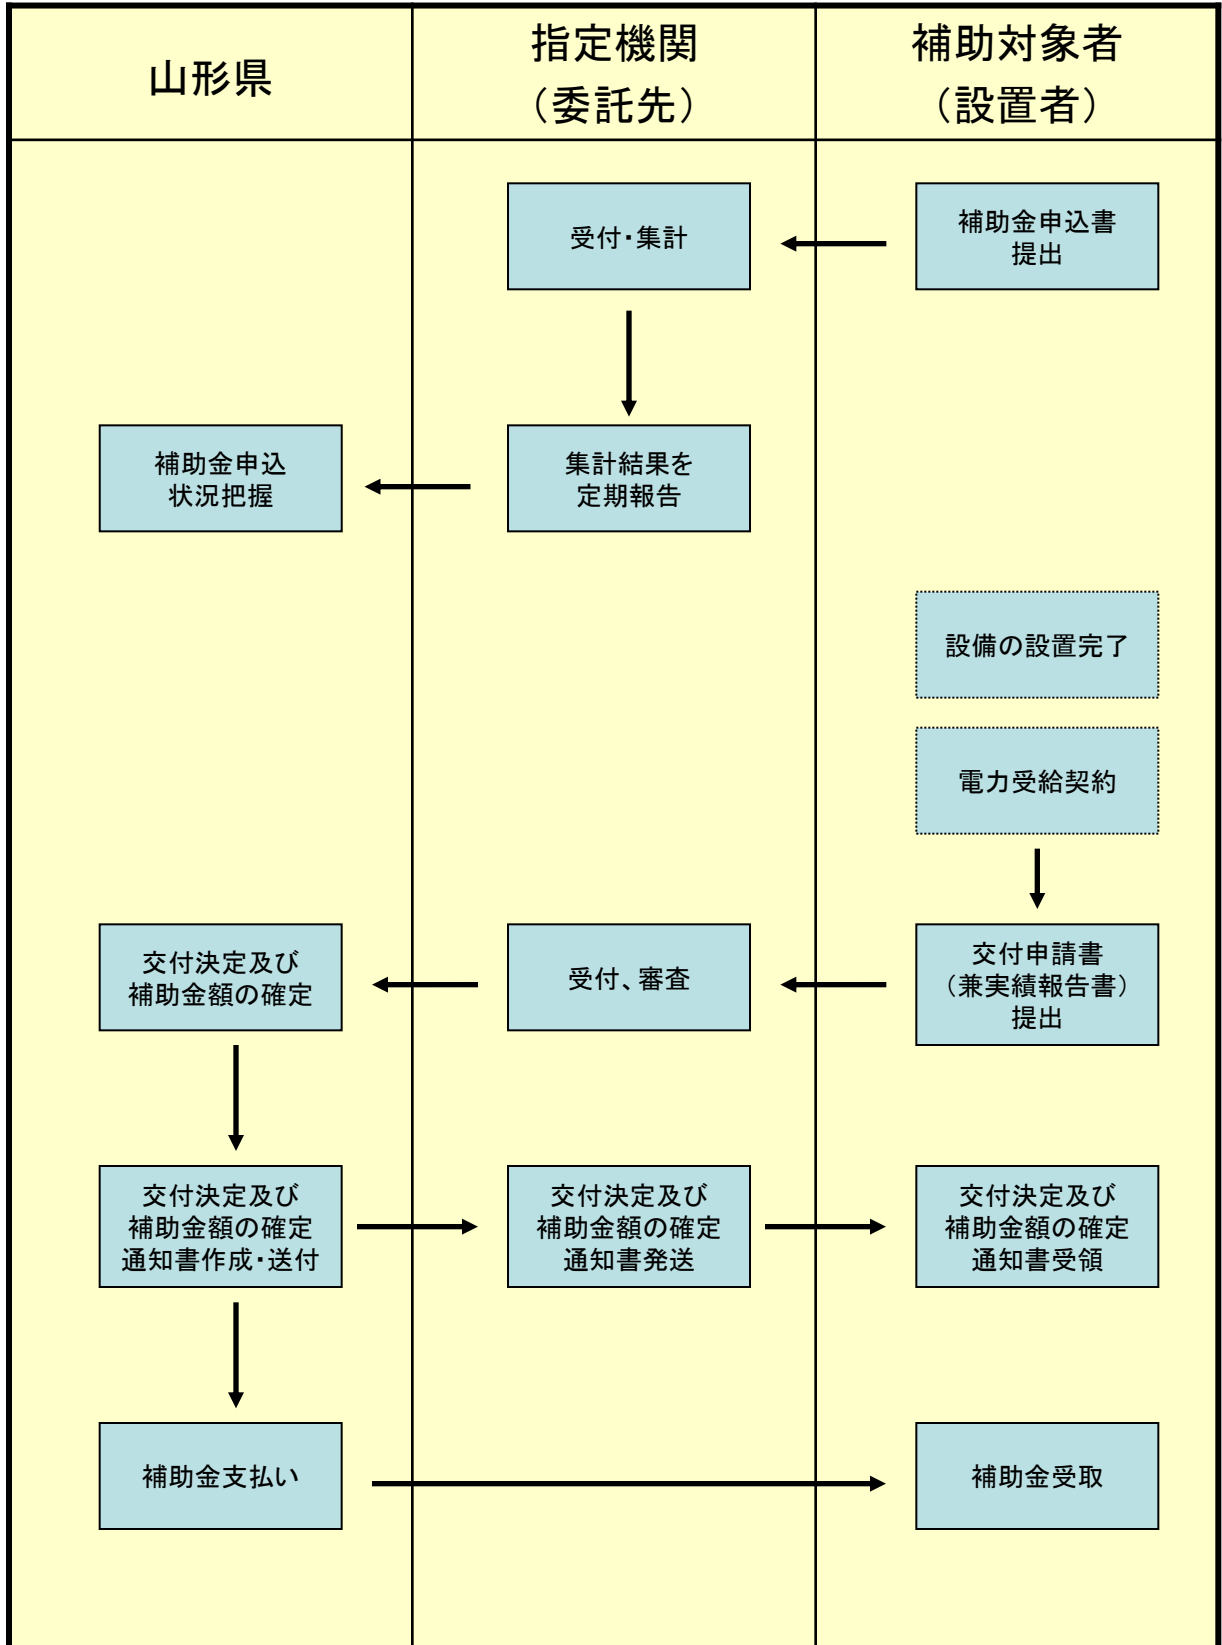 山形県
指定機関
（委託先）
補助対象者
（設置者）
受付・集計
補助金申込書
提出
補助金申込
状況把握
集計結果を
定期報告
設備の設置完了
電力受給契約
交付決定及び
補助金額の確定
受付、審査
交付申請書
（兼実績報告書）
提出
交付決定及び
補助金額の確定
通知書作成・送付
交付決定及び
補助金額の確定
通知書発送
交付決定及び
補助金額の確定
通知書受領
補助金支払い
補助金受取